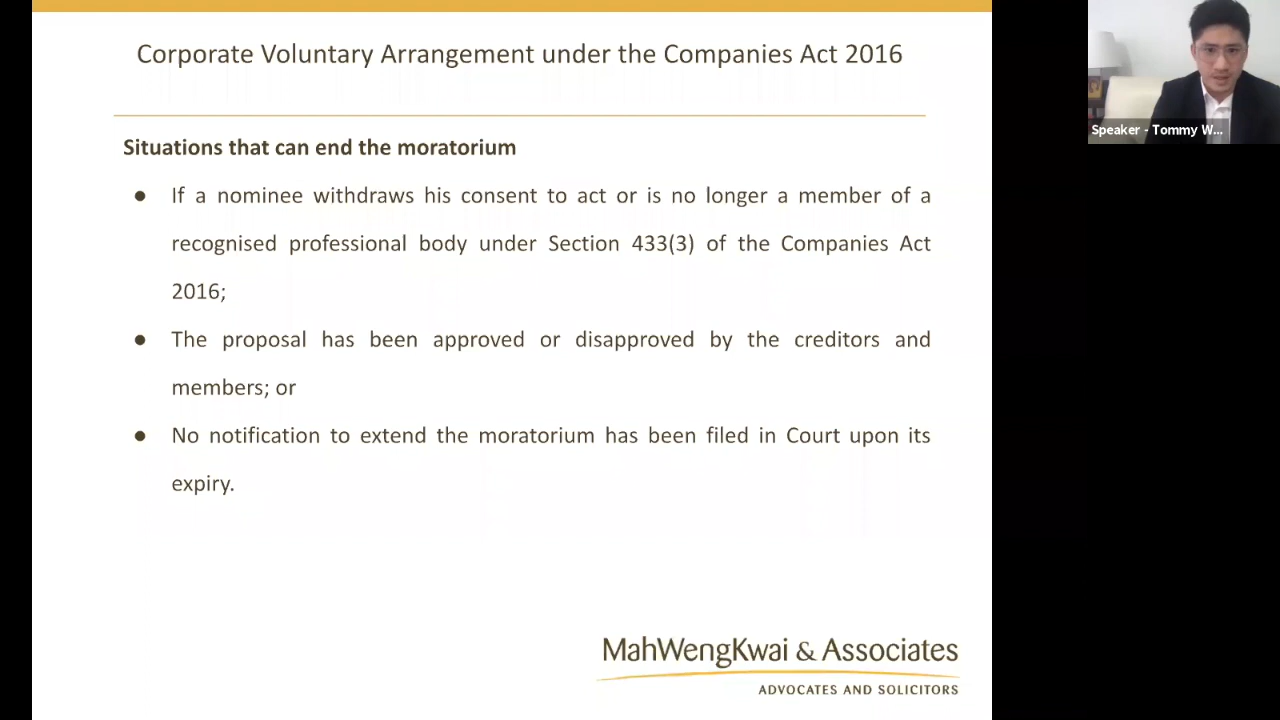 Corporate Voluntary Arrangement under the Companies Act 2016
Situations that can end the moratorium
● If a nominee withdraws his consent to act or is no longer a member of a
recognised professional body under Section 433(3) of the Companies Act
2016;
● The proposal has been approved or disapproved by the creditors and
members; or
● No notification to extend the moratorium has been filed in Court upon its
expiry.
MahWengKwai & Associates
ADVOCATES AND SOLICITORS
Speaker - Tommy W...